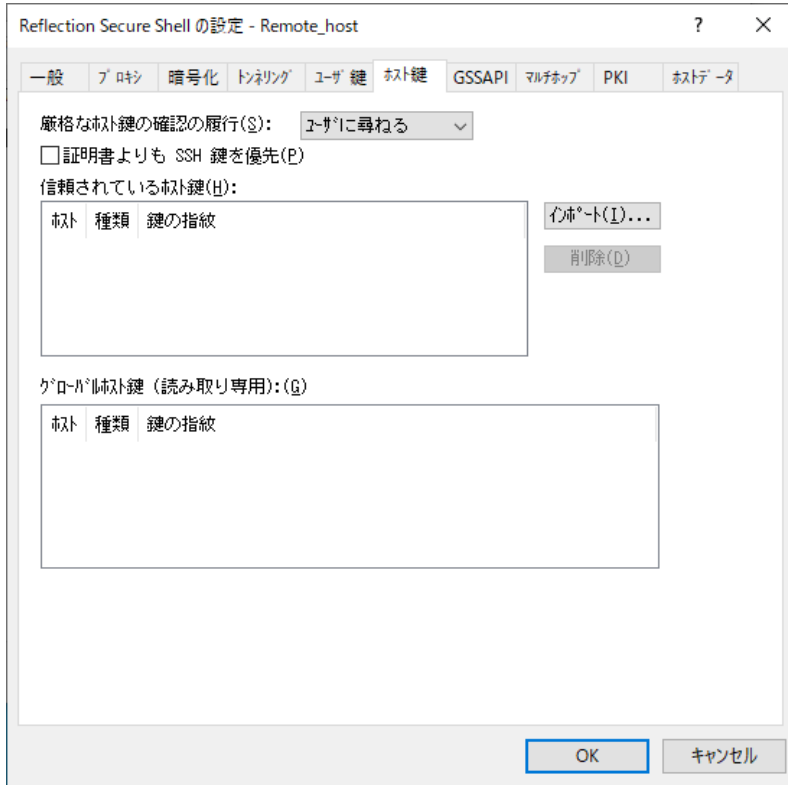 Reflection Secure Shell の設定 - Remote_host ? ×
一般 ﾌﾟﾛｷｼ 暗号化 ﾄﾝﾈﾘﾝｸﾞ ﾕｰｻﾞ鍵 ﾎｽﾄ鍵 GSSAPI ﾏﾙﾁﾎｯﾌﾟ PKI ﾎｽﾄﾃﾞｰﾀ
厳格なﾎｽﾄ鍵の確認の履行(S): ﾕｰｻﾞに尋ねる
証明書よりも SSH 鍵を優先(P)
信頼されているﾎｽﾄ鍵(H):
ﾎｽﾄ 種類 鍵の指紋
ｲﾝﾎﾟｰﾄ(I)...
削除(D)
ｸﾞﾛｰﾊﾞﾙﾎｽﾄ鍵 (読み取り専用):(G)
ﾎｽﾄ 種類 鍵の指紋
OK キャンセル